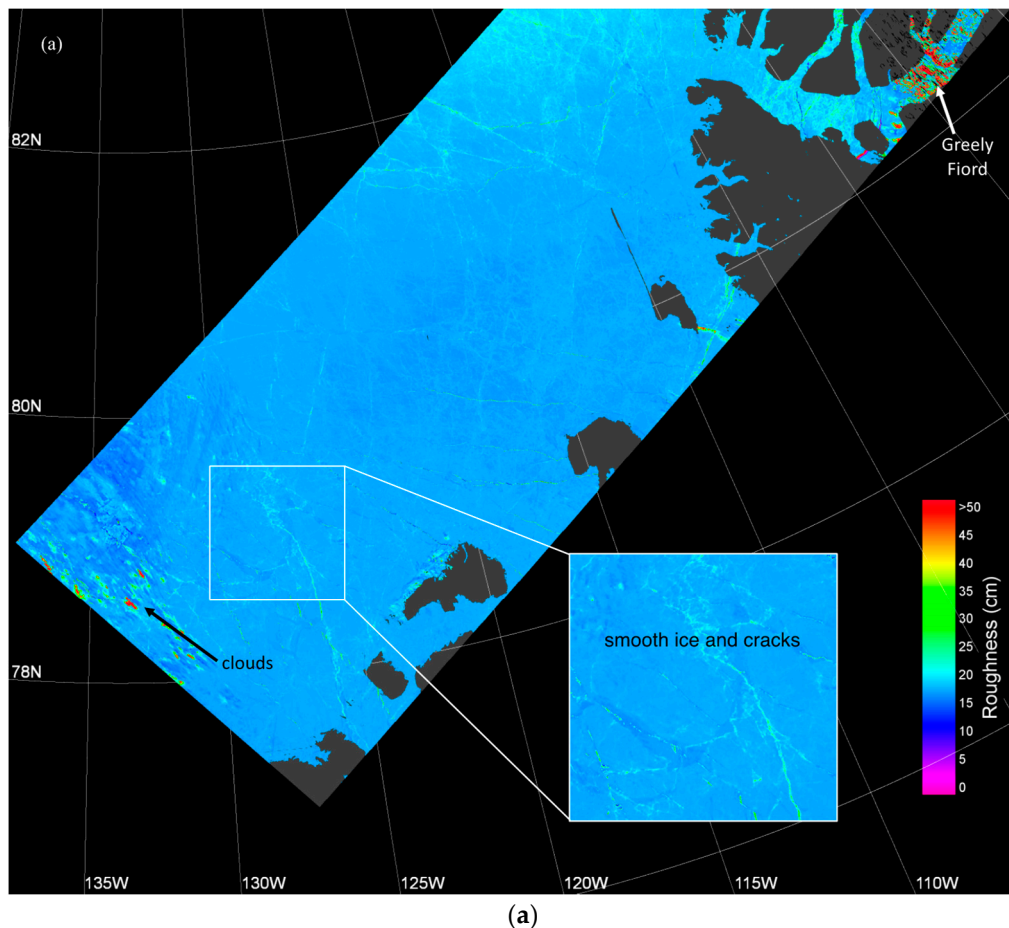 (a)
82N
Greely
Fiord
80N
>50
45
40
35
30
25
20
15
10
5
0
Roughness (cm)
smooth ice and cracks
clouds
78N
135W
130W
125W
120W
115W
110W
(a)